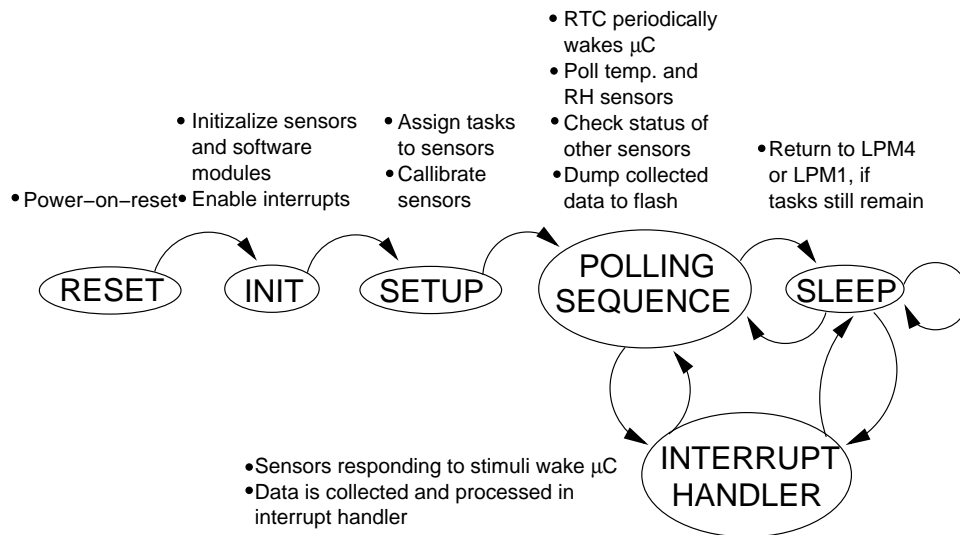 • RTC periodically
wakes μC
• Poll temp. and
RH sensors
• Check status of
other sensors
• Dump collected
data to flash
• Initizalize sensors
and software
modules
• Enable interrupts
• Assign tasks
to sensors
• Callibrate
sensors
• Return to LPM4
or LPM1, if
tasks still remain
• Power−on−reset
RESET
INIT
SETUP
POLLING
SEQUENCE
SLEEP
• Sensors responding to stimuli wake μC
• Data is collected and processed in
interrupt handler
INTERRUPT
HANDLER